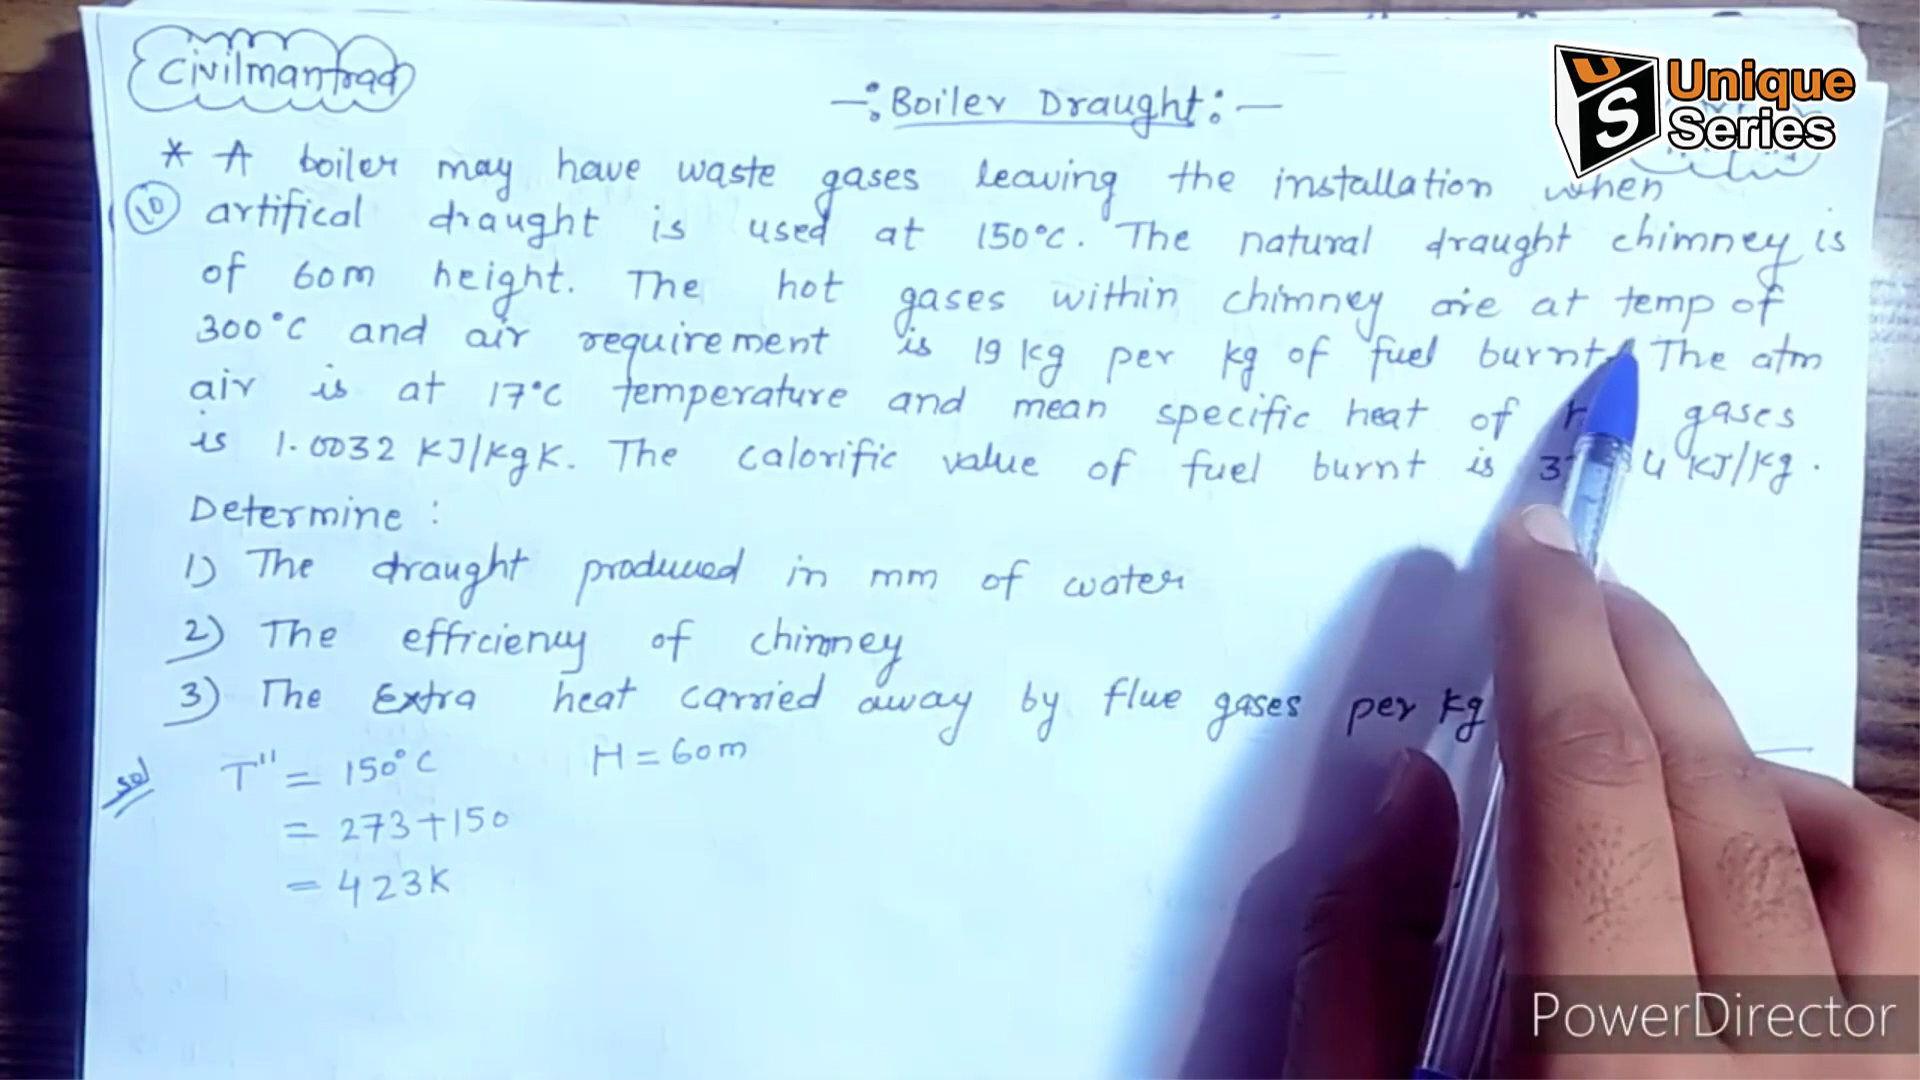 Civilmantraa
-: Boiler Draught :-
US Unique Series
* A boiler may have waste gases leaving the installation when
10 artifical draught is used at 150°C. The natural draught chimney is
of 60m height. The hot gases within chimney are at temp of
300°C and air requirement is 19 kg per kg of fuel burnt. The atm
air is at 17°C temperature and mean specific heat of gases
is 1.0032 KJ/KgK. The calorific value of fuel burnt is KJ/Kg.
Determine :
1) The draught produced in mm of water
2) The efficiency of chimney
3) The Extra heat carried away by flue gases per kg
Sol T" = 150°C H = 60m
= 273+150
= 423K
PowerDirector